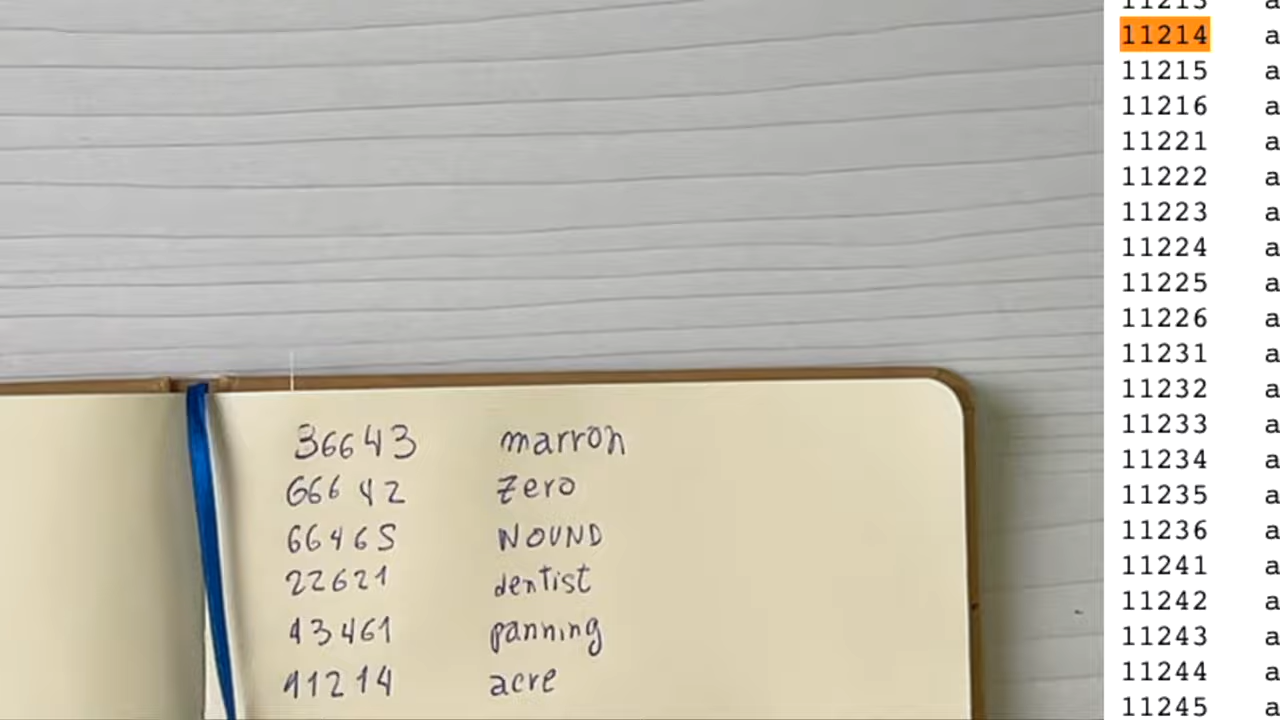 36643 marron
66642 zero
66465 NOUND
22621 dentist
43461 panning
11214 acre
11213 a
11214 a
11215 a
11216 a
11221 a
11222 a
11223 a
11224 a
11225 a
11226 a
11231 a
11232 a
11233 a
11234 a
11235 a
11236 a
11241 a
11242 a
11243 a
11244 a
11245 a